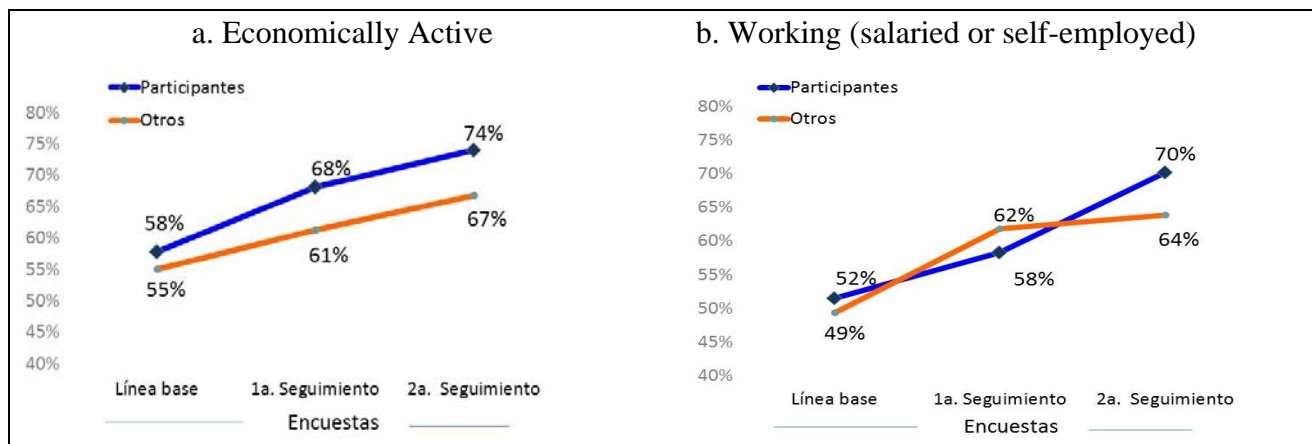 a. Economically Active
Participantes
Otros
80%
75%
70%
65%
60%
55%
50%
45%
40%
58%
68%
74%
55%
61%
67%
Línea base
1a. Seguimiento
2a. Seguimiento
Encuestas
b. Working (salaried or self-employed)
Participantes
Otros
80%
75%
70%
65%
60%
55%
50%
45%
40%
52%
62%
70%
49%
58%
64%
Línea base
1a. Seguimiento
2a. Seguimiento
Encuestas